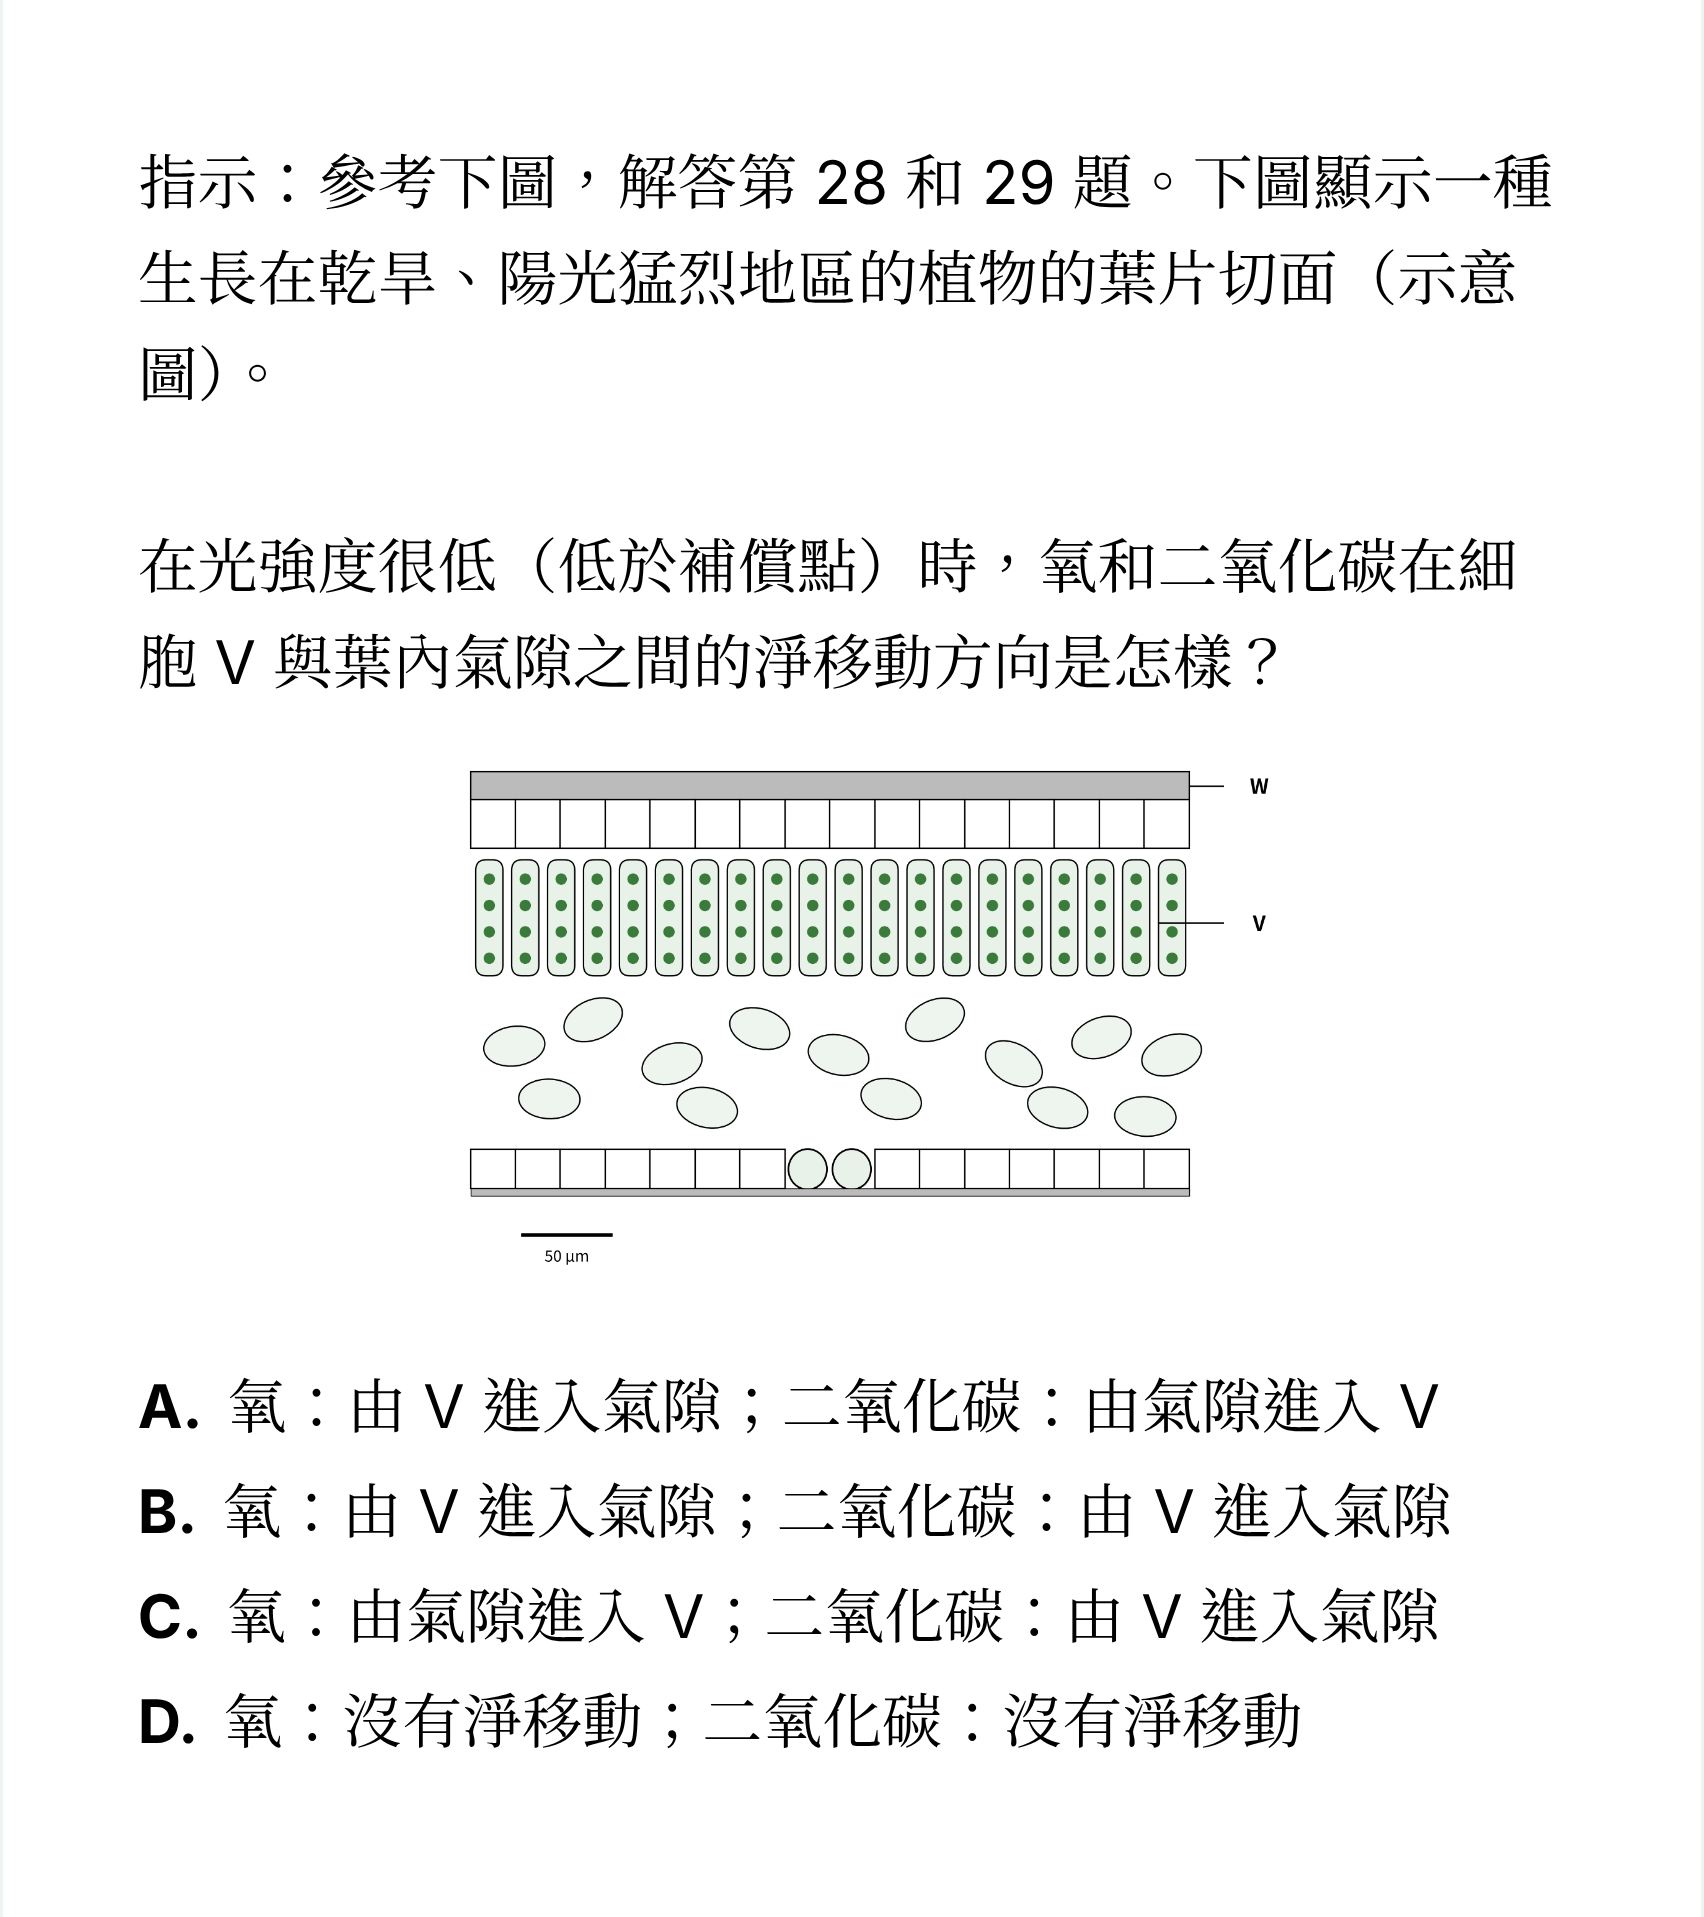 指示：參考下圖，解答第 28 和 29 題。下圖顯示一種
生長在乾旱、陽光猛烈地區的植物的葉片切面（示意
圖）。
在光強度很低（低於補償點）時，氧和二氧化碳在細
胞 V 與葉內氣隙之間的淨移動方向是怎樣？
W
V
50 μm
A. 氧：由 V 進入氣隙；二氧化碳：由氣隙進入 V
B. 氧：由 V 進入氣隙；二氧化碳：由 V 進入氣隙
C. 氧：由氣隙進入 V；二氧化碳：由 V 進入氣隙
D. 氧：沒有淨移動；二氧化碳：沒有淨移動